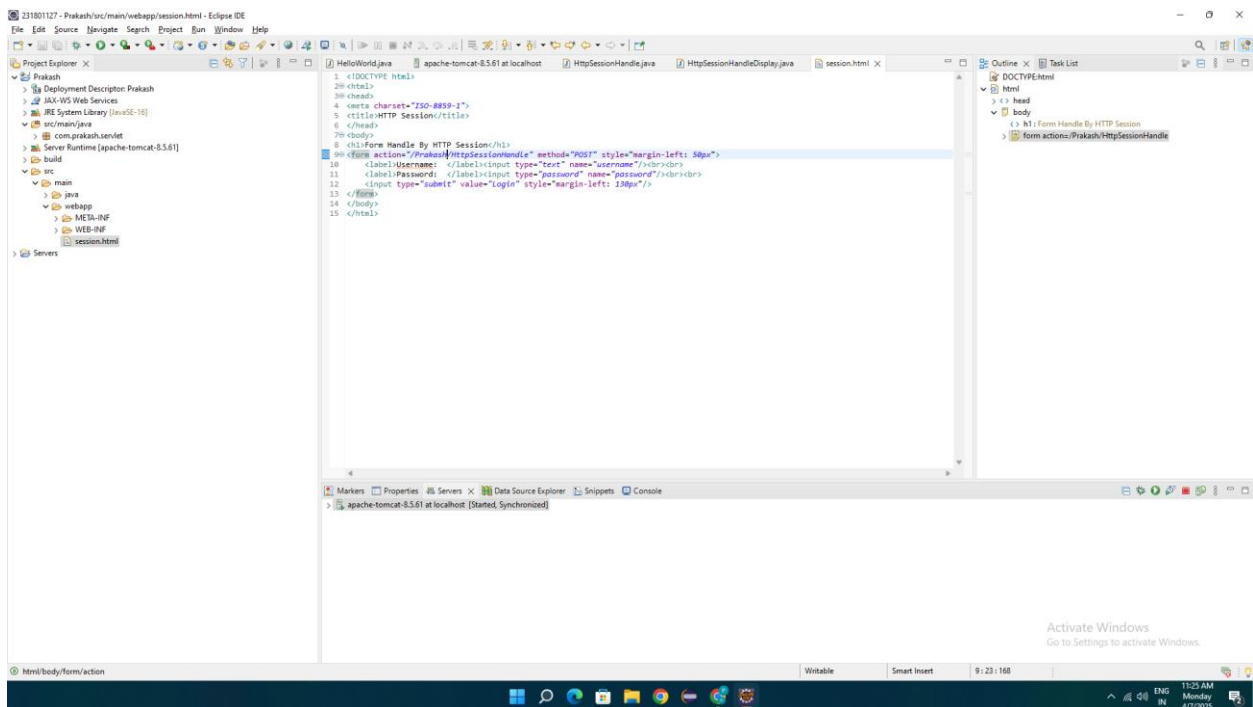 231801127 - Prakash/src/main/webapp/session.html - Eclipse IDE
File Edit Source Navigate Search Project Run Window Help
Project Explorer
Prakash
Deployment Descriptor: Prakash
JAX-WS Web Services
JRE System Library [JavaSE-16]
src/main/java
com.prakash.servlet
Server Runtime [apache-tomcat-8.5.61]
build
src
main
java
webapp
META-INF
WEB-INF
session.html
Servers
HelloWorld.java apache-tomcat-8.5.61 at localhost HttpSessionHandle.java HttpSessionHandleDisplay.java session.html
1 <!DOCTYPE html>
2 <html>
3 <head>
4 <meta charset="ISO-8859-1">
5 <title>HTTP Session</title>
6 </head>
7 <body>
8 <h1>Form Handle By HTTP Session</h1>
9 <form action="/Prakash/HttpSessionHandle" method="POST" style="margin-left: 50px">
10 <label>Username: </label><input type="text" name="username"/><br><br>
11 <label>Password: </label><input type="password" name="password"/><br><br>
12 <input type="submit" value="Login" style="margin-left: 130px"/>
13 </form>
14 </body>
15 </html>
Outline Task List
DOCTYPE:html
html
head
body
h1 : Form Handle By HTTP Session
form action=/Prakash/HttpSessionHandle
Markers Properties Servers Data Source Explorer Snippets Console
apache-tomcat-8.5.61 at localhost [Started, Synchronized]
Activate Windows
Go to Settings to activate Windows.
html/body/form/action Writable Smart Insert 9 : 23 : 168
ENG IN
11:25 AM
Monday
4/7/2025